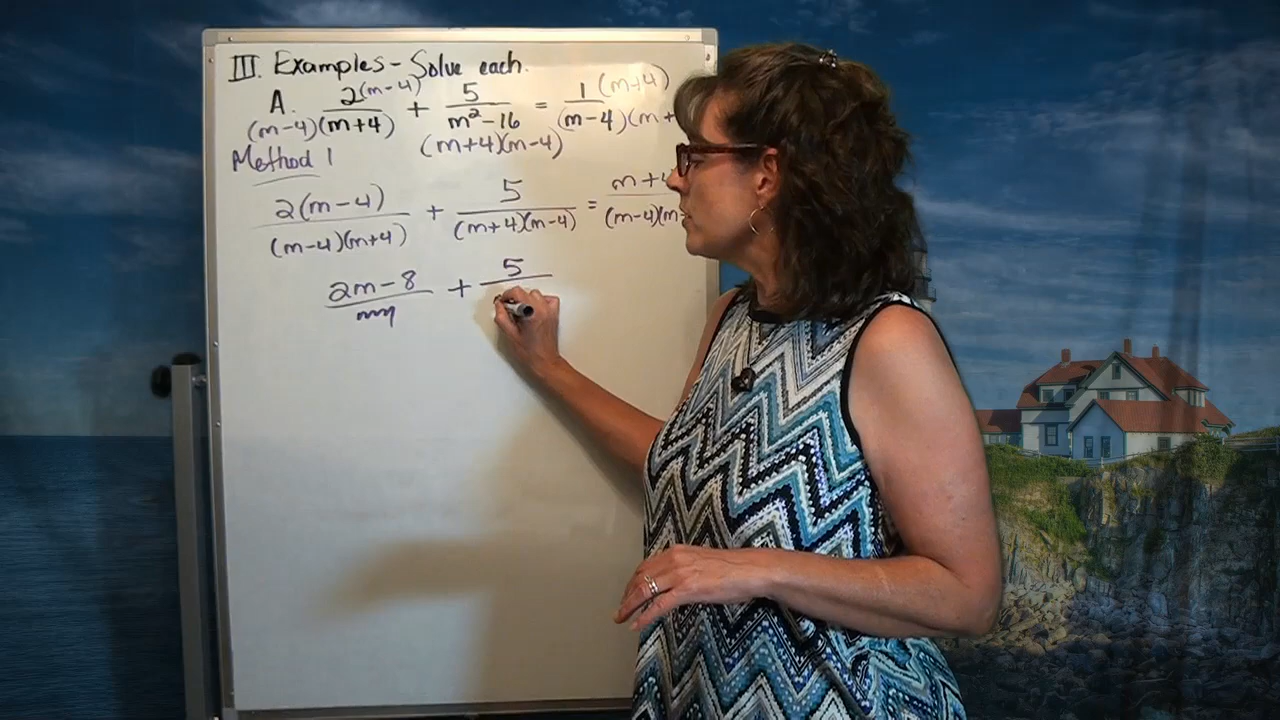 III. Examples - Solve each.
A. 2(m-4) / (m-4)(m+4) + 5 / m²-16 = 1(m+4) / (m-4)(m+
(m+4)(m-4)
Method 1
2(m-4) / (m-4)(m+4) + 5 / (m+4)(m-4) = m+4 / (m-4)(m
2m-8 + 5